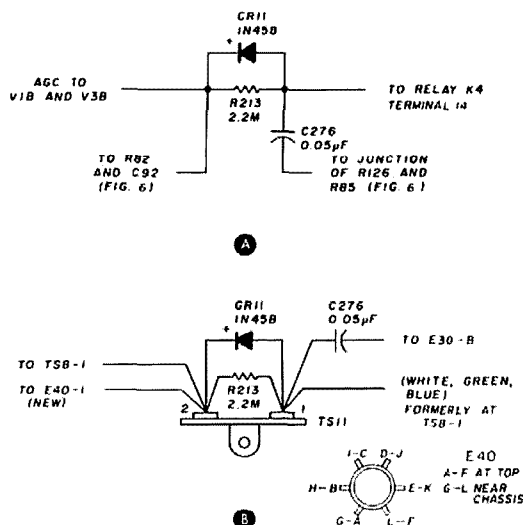 CR11
1N458
+
AGC TO
V1B AND V3B
R213
2.2M
TO RELAY K4
TERMINAL 14
C276
0.05µF
TO R82
AND C92
(FIG. 6)
TO JUNCTION
OF R126 AND
R85 (FIG. 6)
A
GR11
1N458
+
C276
0.05µF
TO E30-B
TO TS8-1
TO E40-1
(NEW)
R213
2.2M
2
1
TS11
(WHITE, GREEN,
BLUE)
FORMERLY AT
TS8-1
I-C D-J
H-B E-K
G-A L-F
E40
A-F AT TOP
G-L NEAR
CHASSIS
B